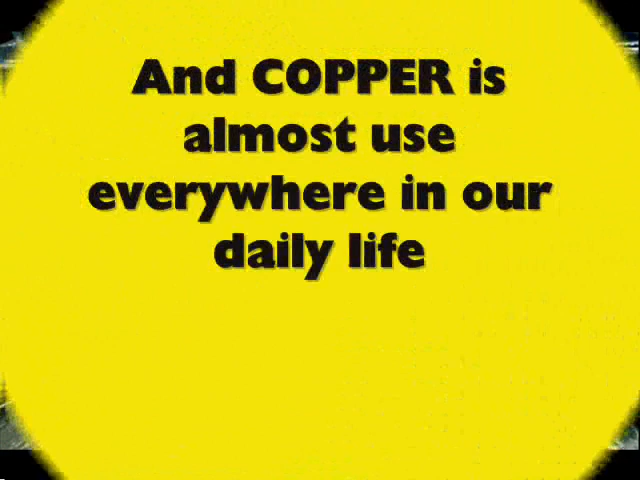 And COPPER is
almost use
everywhere in our
daily life